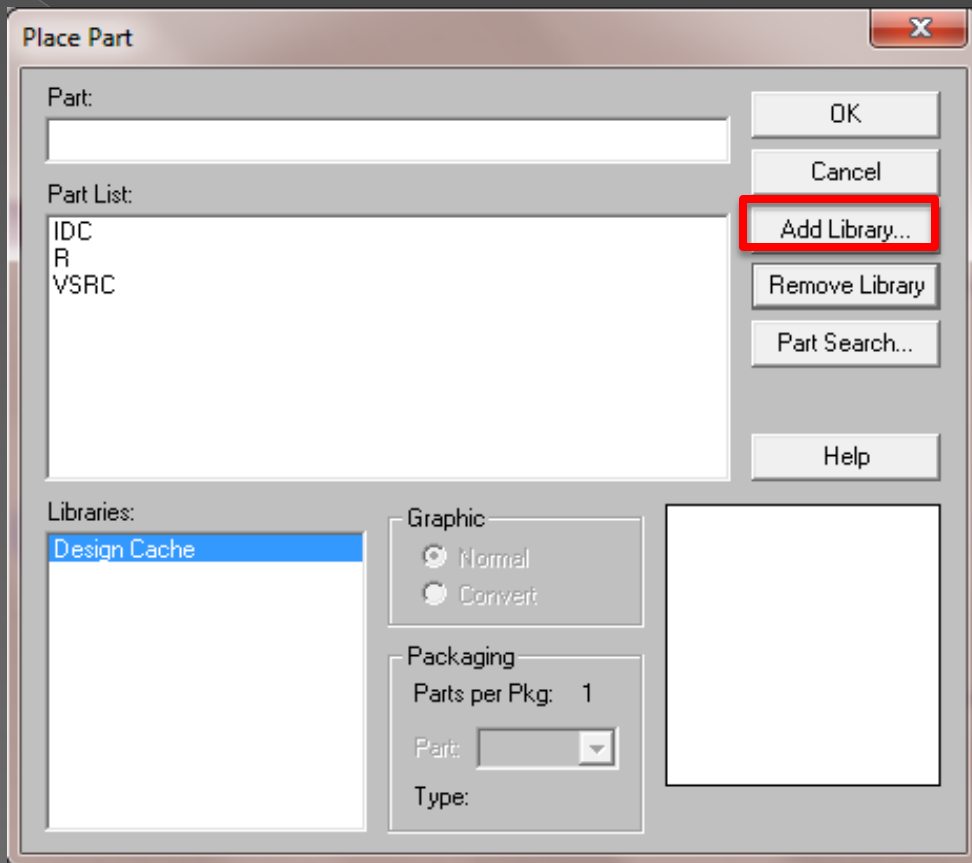 Place Part
Part:
OK
Cancel
Part List:
IDC
R
VSRC
Add Library...
Remove Library
Part Search...
Help
Libraries:
Design Cache
Graphic
Normal
Convert
Packaging
Parts per Pkg: 1
Part:
Type: